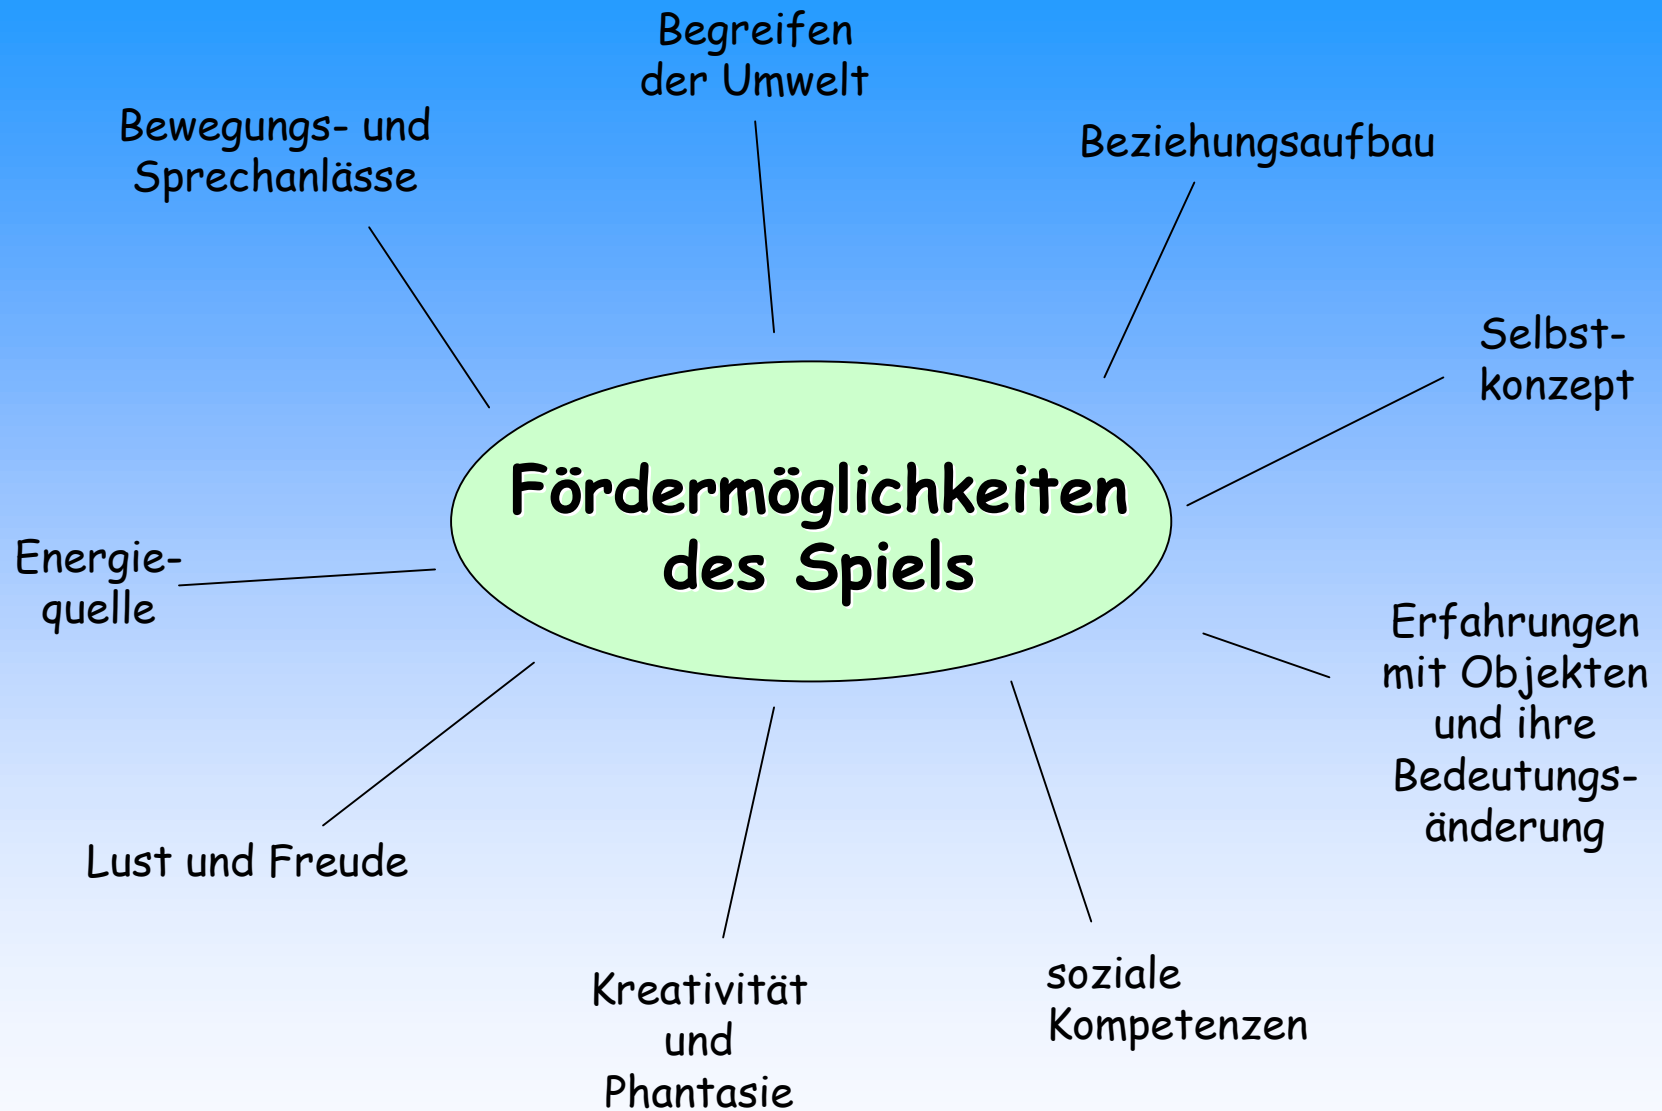 Begreifen
der Umwelt
Bewegungs- und
Sprechanlässe
Beziehungsaufbau
Selbst-
konzept
Fördermöglichkeiten
des Spiels
Energie-
quelle
Erfahrungen
mit Objekten
und ihre
Bedeutungs-
änderung
Lust und Freude
soziale
Kompetenzen
Kreativität
und
Phantasie